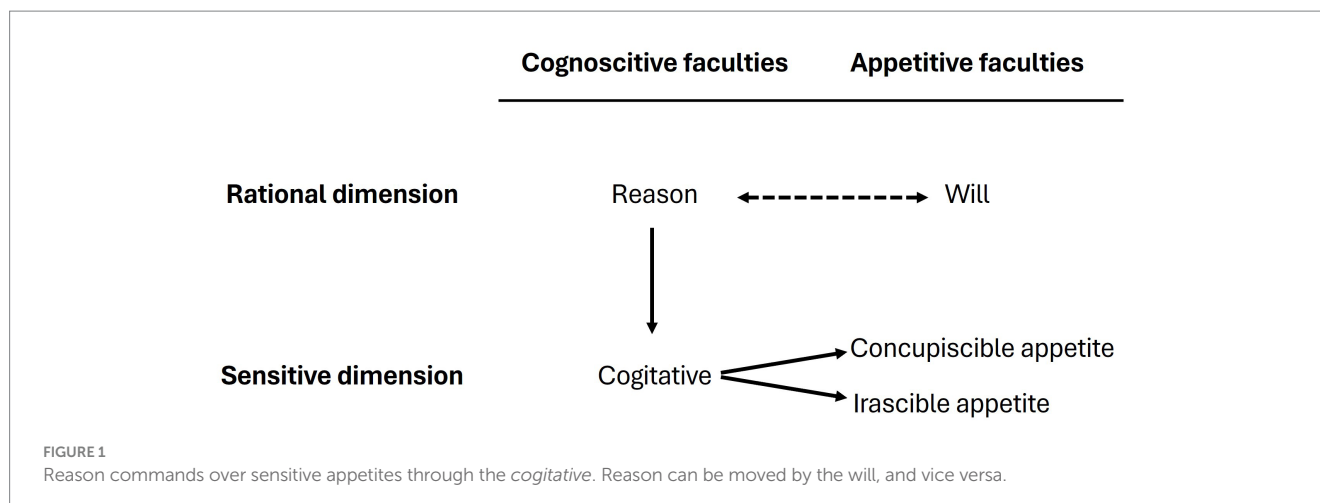 Cognoscitive faculties Appetitive faculties
Rational dimension Reason Will
Concupiscible appetite
Sensitive dimension Cogitative
Irascible appetite
FIGURE 1
Reason commands over sensitive appetites through the cogitative. Reason can be moved by the will, and vice versa.